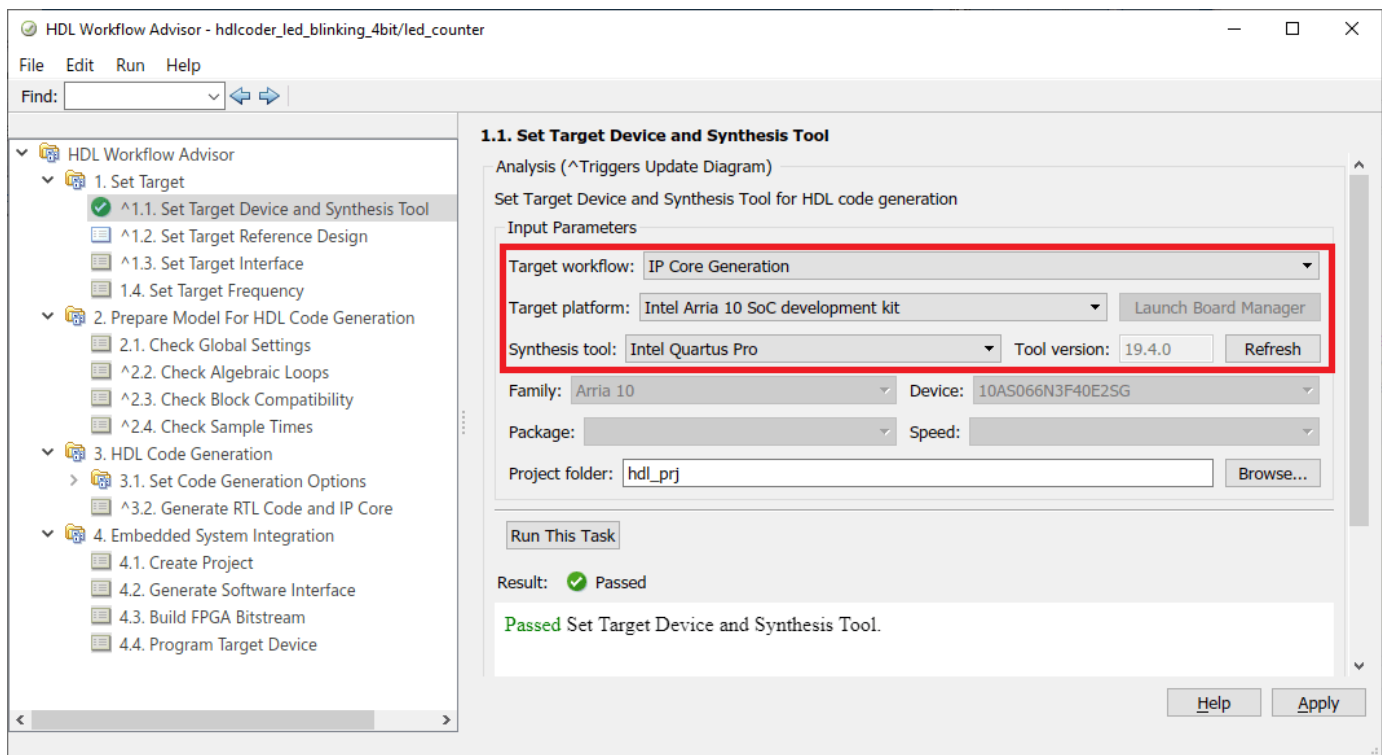 HDL Workflow Advisor - hdlcoder_led_blinking_4bit/led_counter
File Edit Run Help
Find:
HDL Workflow Advisor
1. Set Target
^1.1. Set Target Device and Synthesis Tool
^1.2. Set Target Reference Design
^1.3. Set Target Interface
1.4. Set Target Frequency
2. Prepare Model For HDL Code Generation
2.1. Check Global Settings
^2.2. Check Algebraic Loops
^2.3. Check Block Compatibility
^2.4. Check Sample Times
3. HDL Code Generation
3.1. Set Code Generation Options
^3.2. Generate RTL Code and IP Core
4. Embedded System Integration
4.1. Create Project
4.2. Generate Software Interface
4.3. Build FPGA Bitstream
4.4. Program Target Device
1.1. Set Target Device and Synthesis Tool
Analysis (^Triggers Update Diagram)
Set Target Device and Synthesis Tool for HDL code generation
Input Parameters
Target workflow: IP Core Generation
Target platform: Intel Arria 10 SoC development kit Launch Board Manager
Synthesis tool: Intel Quartus Pro Tool version: 19.4.0 Refresh
Family: Arria 10 Device: 10AS066N3F40E2SG
Package: Speed:
Project folder: hdl_prj Browse...
Run This Task
Result: Passed
Passed Set Target Device and Synthesis Tool.
Help Apply